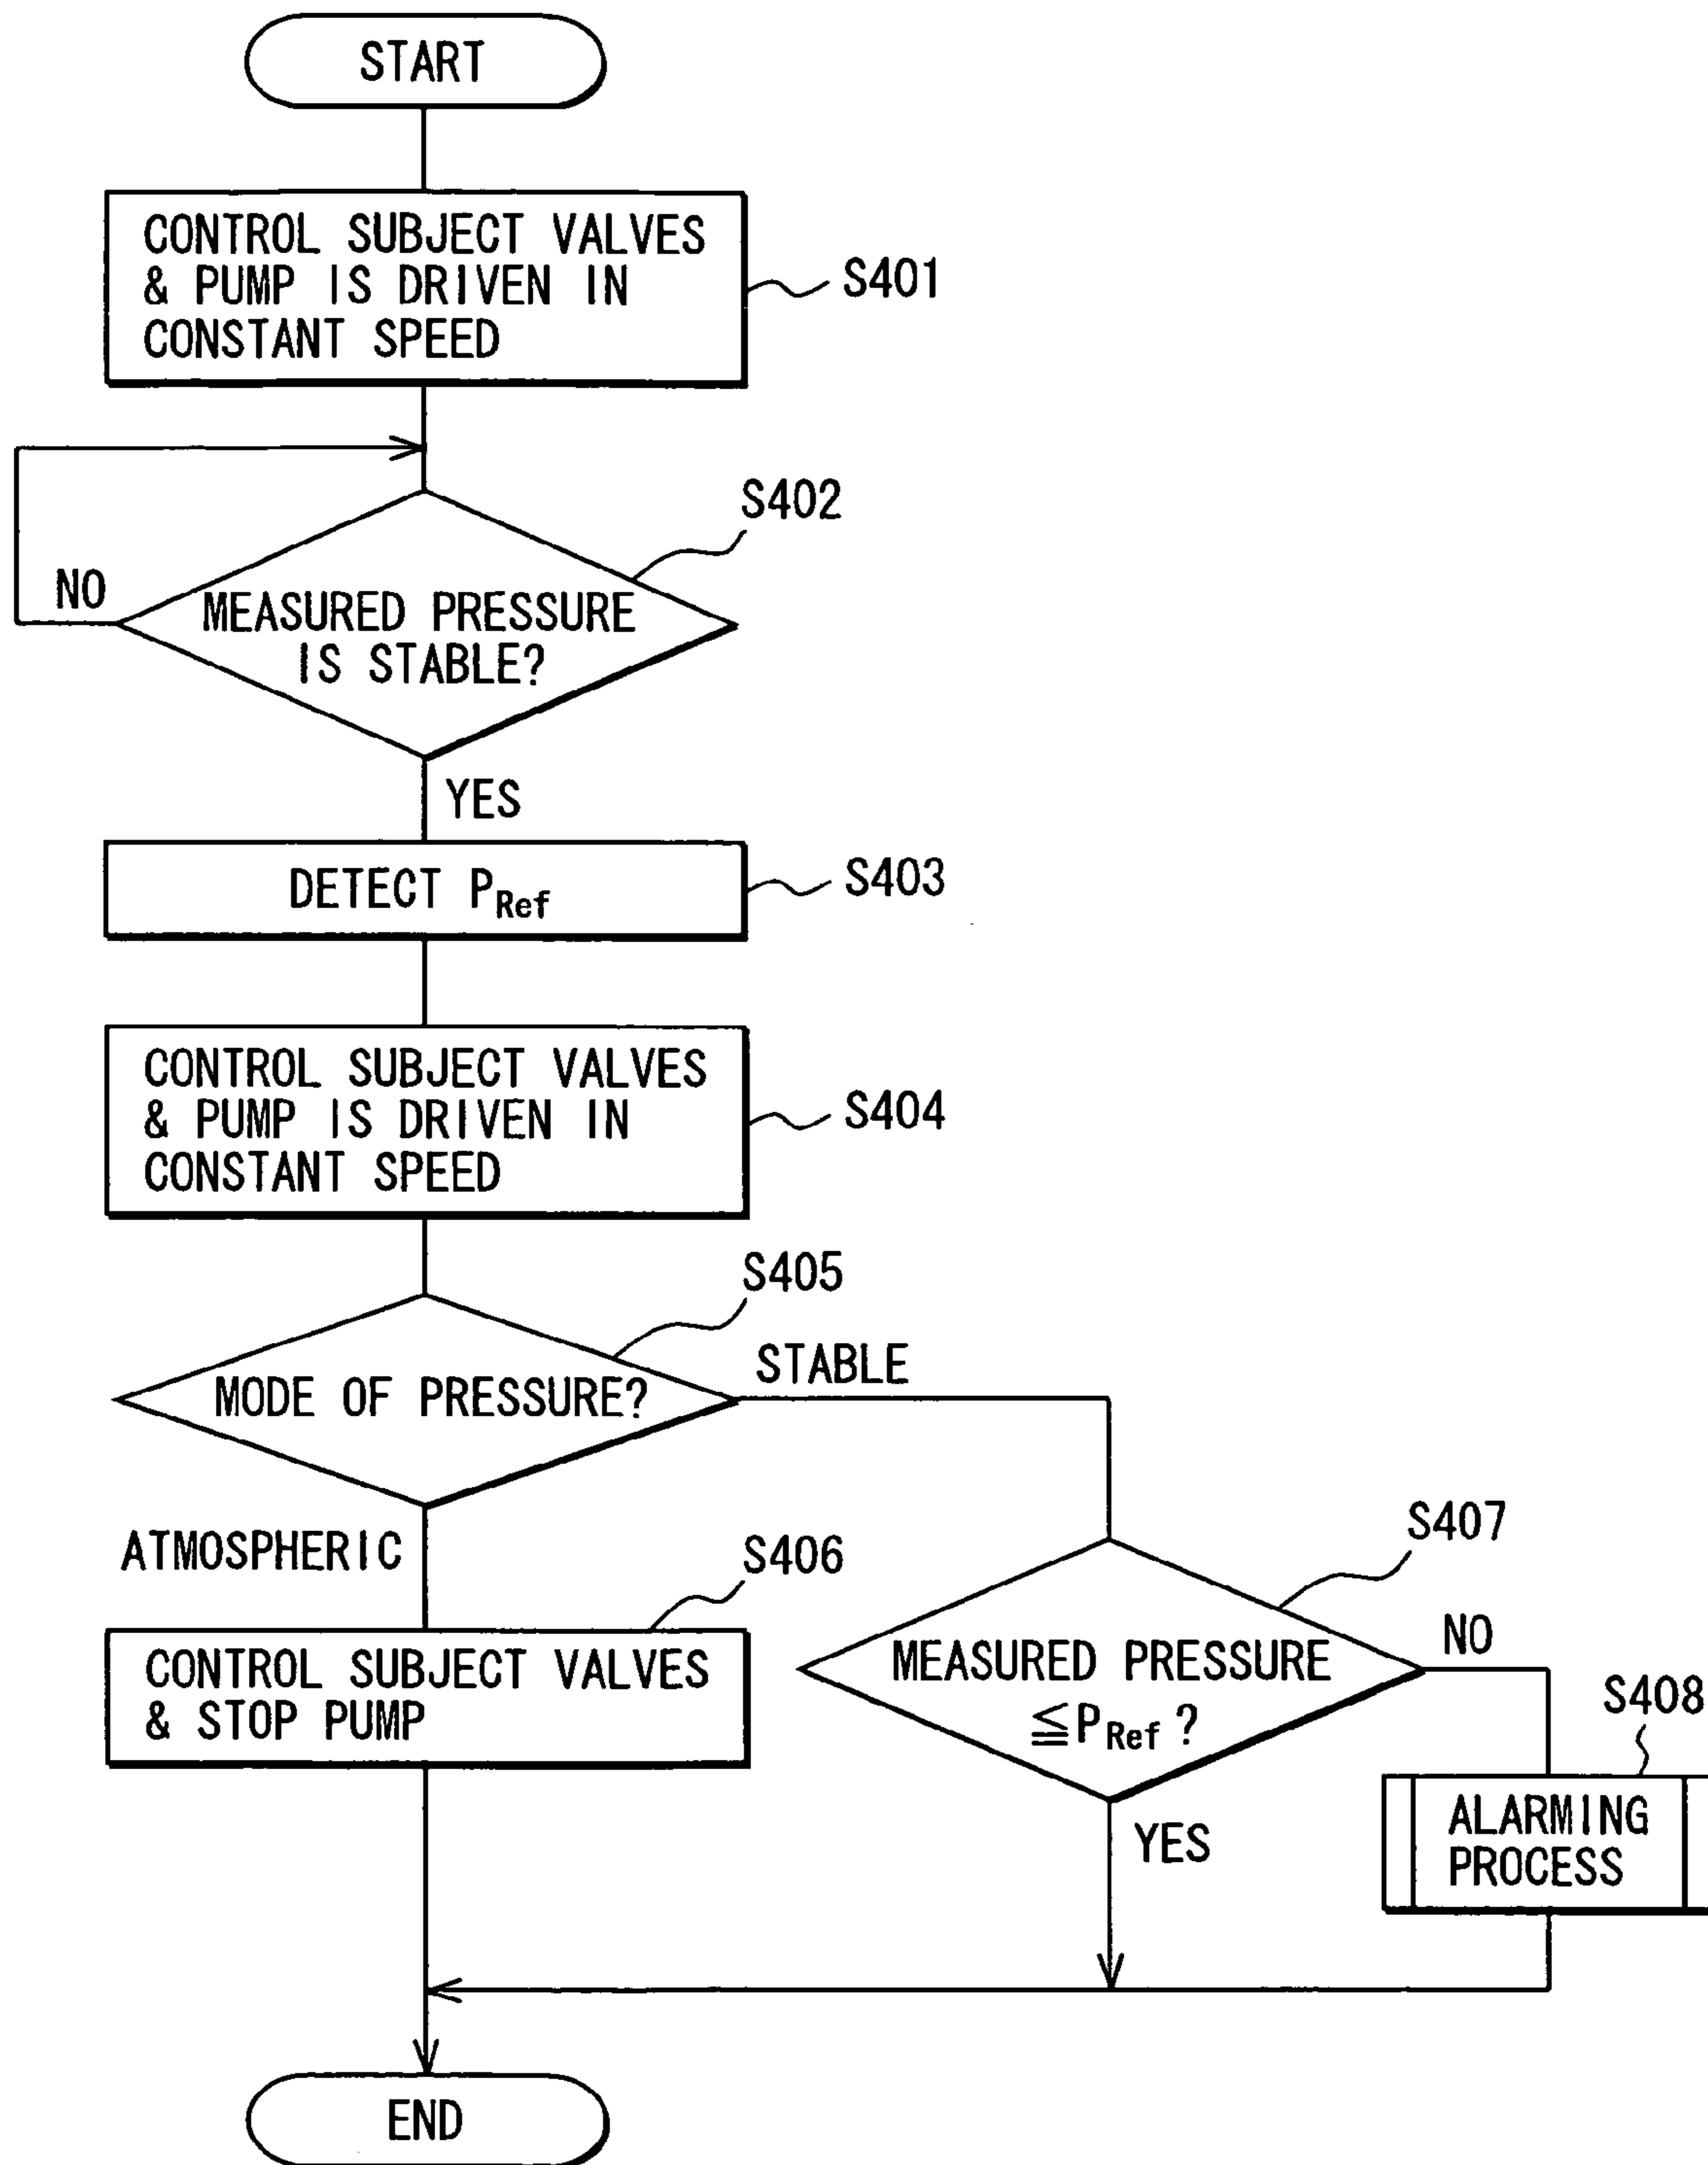 START
CONTROL SUBJECT VALVES
& PUMP IS DRIVEN IN
CONSTANT SPEED
S401
S402
NO
MEASURED PRESSURE
IS STABLE?
YES
DETECT PRef
S403
CONTROL SUBJECT VALVES
& PUMP IS DRIVEN IN
CONSTANT SPEED
S404
S405
MODE OF PRESSURE?
STABLE
ATMOSPHERIC
S406
CONTROL SUBJECT VALVES
& STOP PUMP
S407
MEASURED PRESSURE
≦PRef?
NO
YES
S408
ALARMING
PROCESS
END